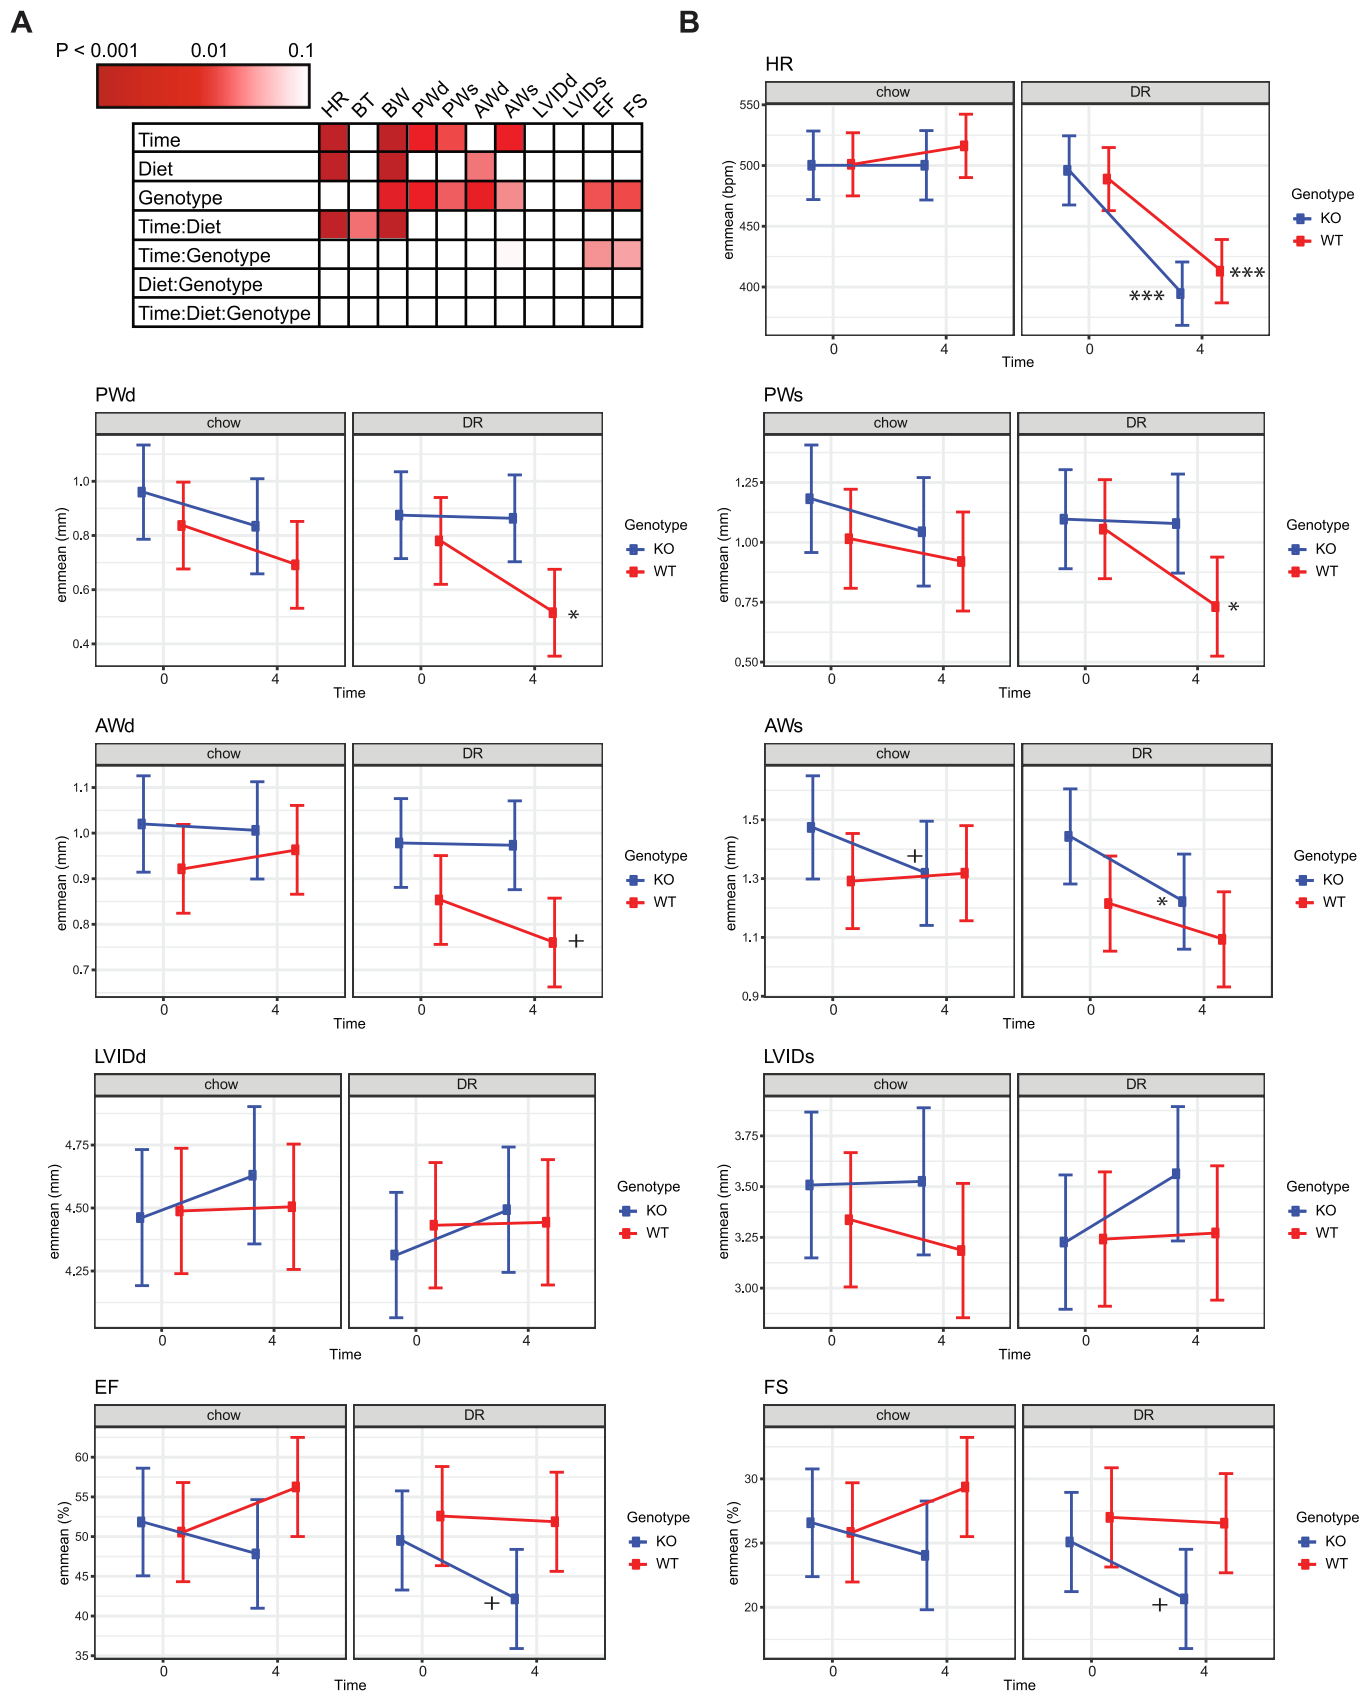 A
P < 0.001 0.01 0.1
HR BT BW PWd PWs AWd AWs LVIDd LVIDs EF FS
Time
Diet
Genotype
Time:Diet
Time:Genotype
Diet:Genotype
Time:Diet:Genotype
B
HR
chow DR
550
500
450
400
emmean (bpm)
0 4 0 4
Time
Genotype
KO
WT
***
***
PWd
chow DR
1.0
0.8
0.6
0.4
emmean (mm)
0 4 0 4
Time
Genotype
KO
WT
*
PWs
chow DR
1.25
1.00
0.75
0.50
emmean (mm)
0 4 0 4
Time
Genotype
KO
WT
*
AWd
chow DR
1.1
1.0
0.9
0.8
0.7
emmean (mm)
0 4 0 4
Time
Genotype
KO
WT
+
AWs
chow DR
1.5
1.3
1.1
0.9
emmean (mm)
0 4 0 4
Time
Genotype
KO
WT
+
*
LVIDd
chow DR
4.75
4.50
4.25
emmean (mm)
0 4 0 4
Time
Genotype
KO
WT
LVIDs
chow DR
3.75
3.50
3.25
3.00
emmean (mm)
0 4 0 4
Time
Genotype
KO
WT
EF
chow DR
60
55
50
45
40
35
emmean (%)
0 4 0 4
Time
Genotype
KO
WT
+
FS
chow DR
30
25
20
emmean (%)
0 4 0 4
Time
Genotype
KO
WT
+